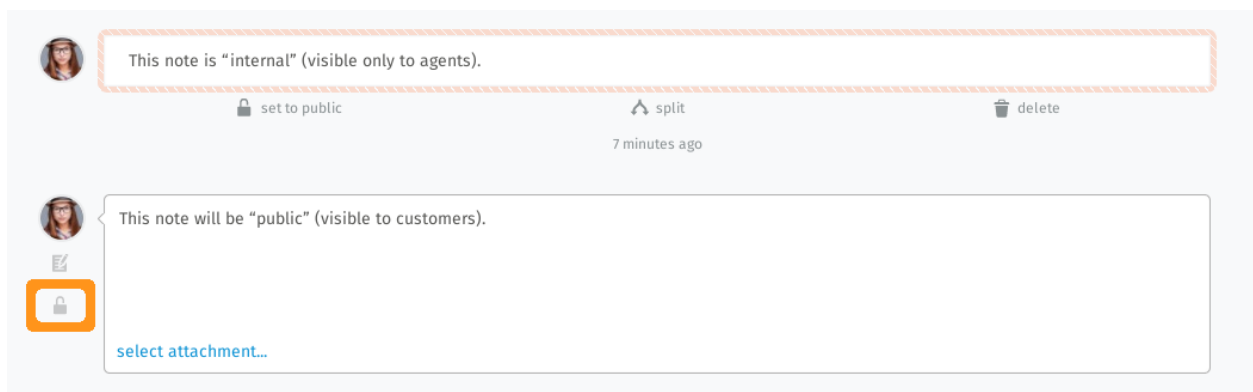 This note is “internal” (visible only to agents).
set to public split delete
7 minutes ago
This note will be “public” (visible to customers).
select attachment...